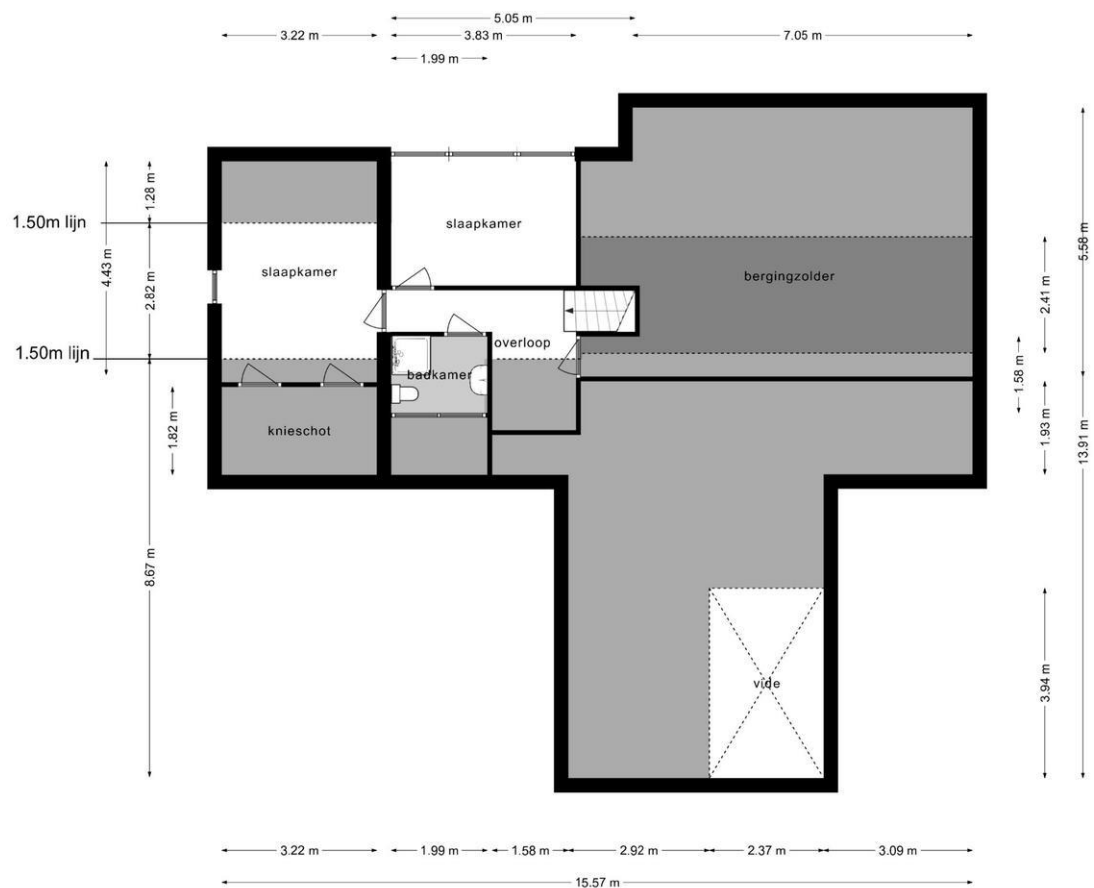 5.05 m
3.22 m
3.83 m
7.05 m
1.99 m
1.28 m
1.50m lijn
slaapkamer
4.43 m
5.58 m
slaapkamer
bergingzolder
2.82 m
2.41 m
overloop
1.50m lijn
badkamer
1.58 m
1.82 m
knieschot
1.93 m
13.91 m
8.67 m
vide
3.94 m
3.22 m
1.99 m
1.58 m
2.92 m
2.37 m
3.09 m
15.57 m